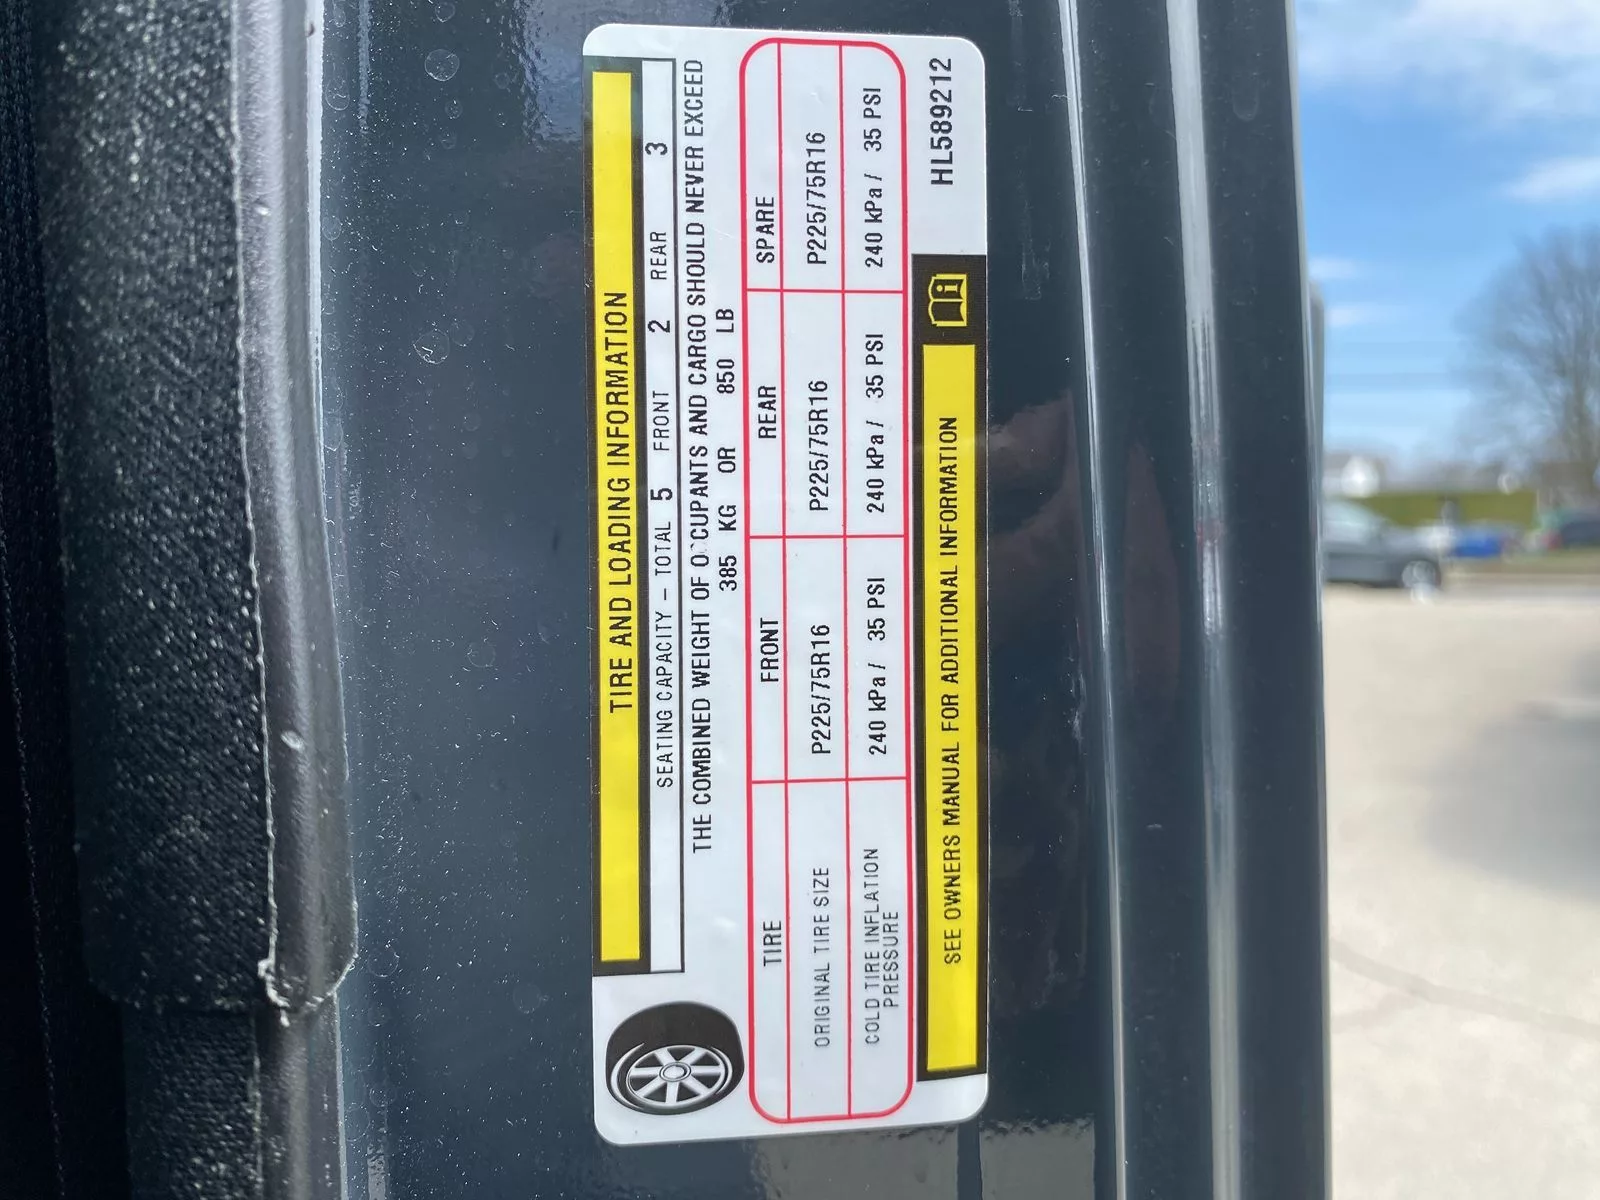 TIRE AND LOADING INFORMATION
SEATING CAPACITY – TOTAL 5 FRONT 2 REAR 3
THE COMBINED WEIGHT OF OCCUPANTS AND CARGO SHOULD NEVER EXCEED
385 KG OR 850 LB
TIRE FRONT REAR SPARE
ORIGINAL TIRE SIZE P225/75R16 P225/75R16 P225/75R16
COLD TIRE INFLATION PRESSURE 240 kPa / 35 PSI 240 kPa / 35 PSI 240 kPa / 35 PSI
SEE OWNERS MANUAL FOR ADDITIONAL INFORMATION
HL589212